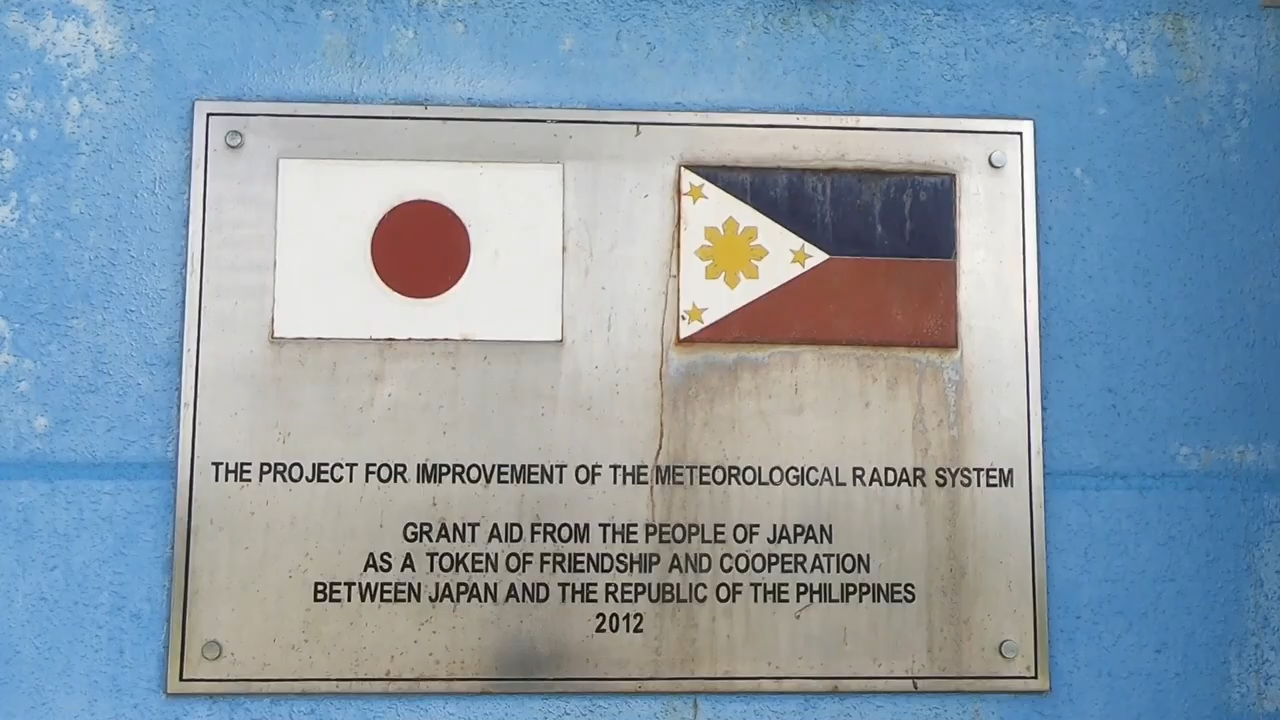 THE PROJECT FOR IMPROVEMENT OF THE METEOROLOGICAL RADAR SYSTEM
GRANT AID FROM THE PEOPLE OF JAPAN
AS A TOKEN OF FRIENDSHIP AND COOPERATION
BETWEEN JAPAN AND THE REPUBLIC OF THE PHILIPPINES
2012